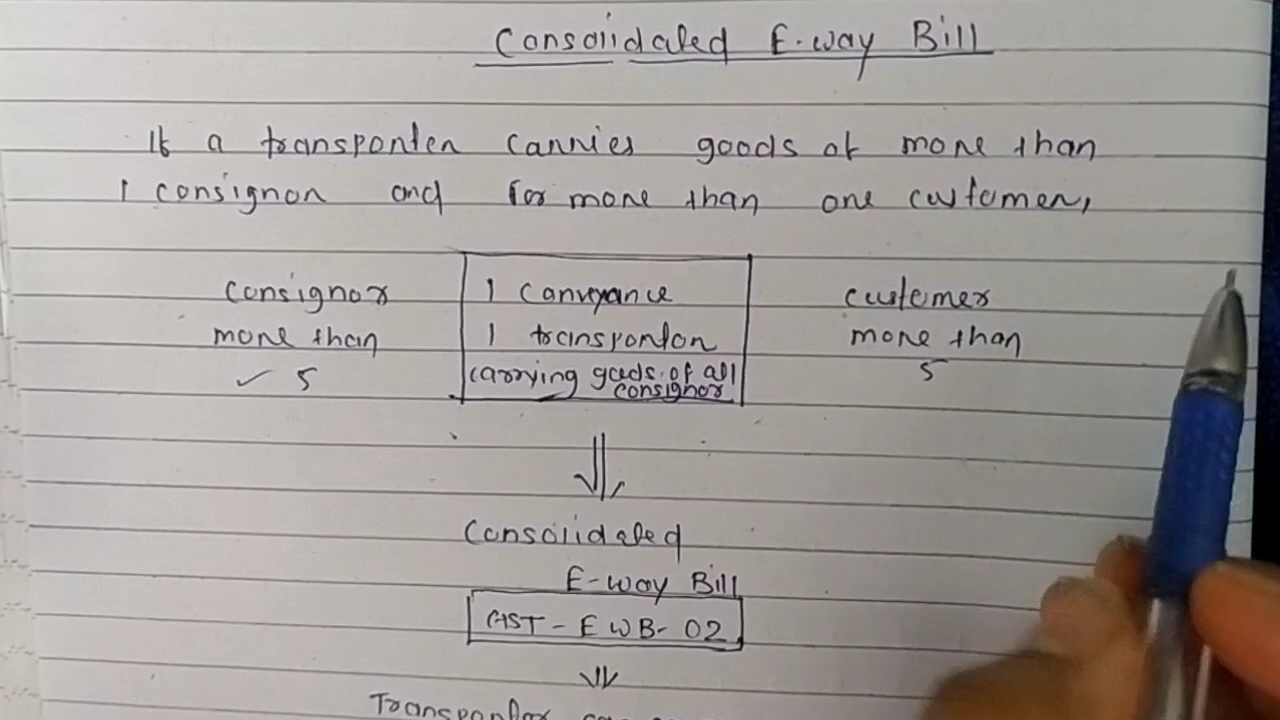 Consolidated E-way Bill
If a transporter carries goods of more than
1 consignor and for more than one customer,
Consignor 1 Conveyance customer
more than 1 transporter more than
✓ 5 carrying goods of all consignor 5
Consolidated
E-way Bill
GST-EWB-02
Transporter